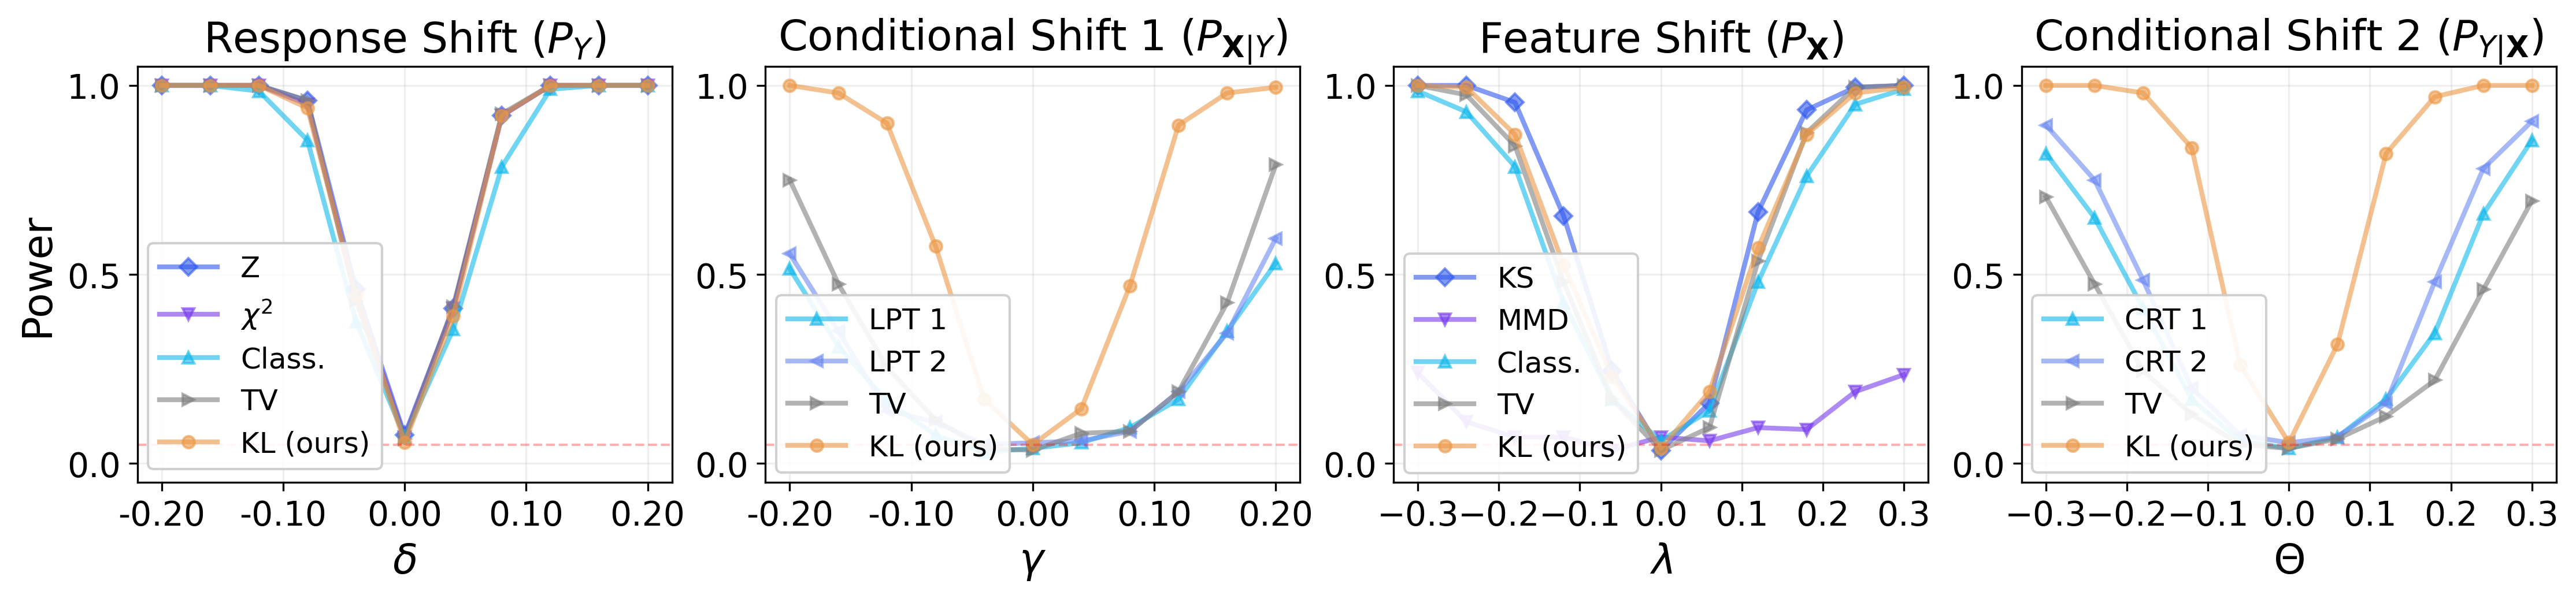 Response Shift (P_Y)
Power
1.0
0.5
0.0
Z
χ²
Class.
TV
KL (ours)
-0.20 -0.10 0.00 0.10 0.20
δ
Conditional Shift 1 (P_X|Y)
1.0
0.5
0.0
LPT 1
LPT 2
TV
KL (ours)
-0.20 -0.10 0.00 0.10 0.20
γ
Feature Shift (P_X)
1.0
0.5
0.0
KS
MMD
Class.
TV
KL (ours)
−0.3 −0.2 −0.1 0.0 0.1 0.2 0.3
λ
Conditional Shift 2 (P_Y|X)
1.0
0.5
0.0
CRT 1
CRT 2
TV
KL (ours)
−0.3 −0.2 −0.1 0.0 0.1 0.2 0.3
Θ